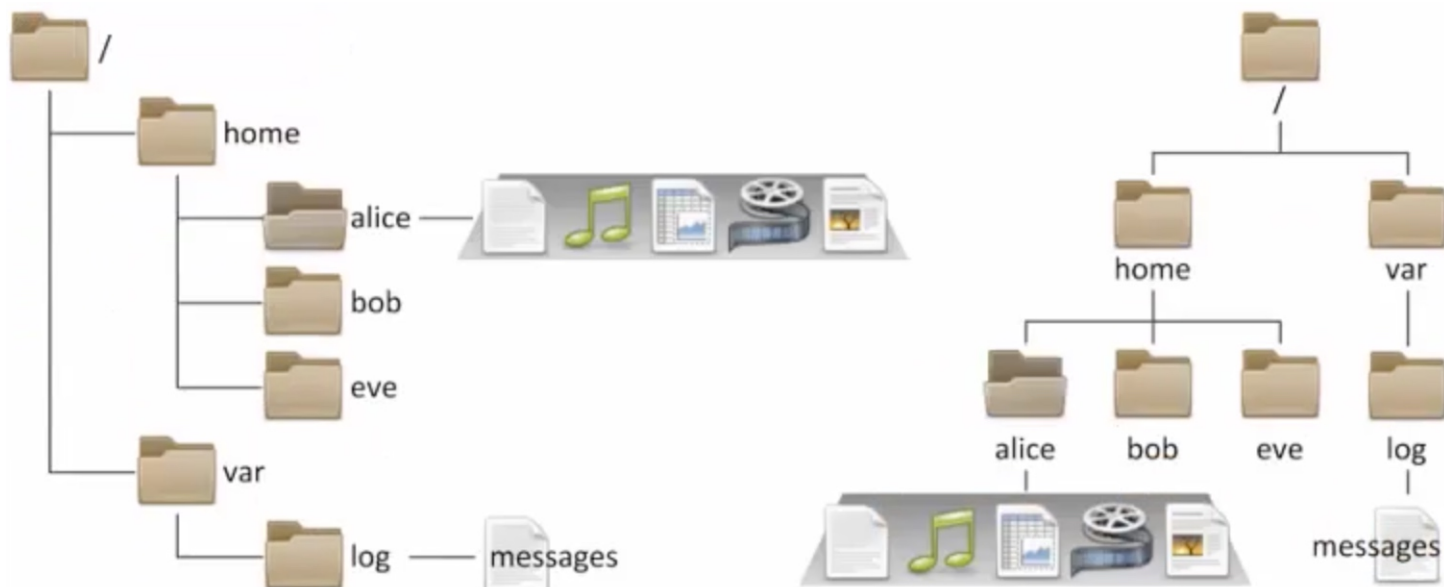 /
home
alice
bob
eve
var
log
messages
/
home
var
alice
bob
eve
log
messages